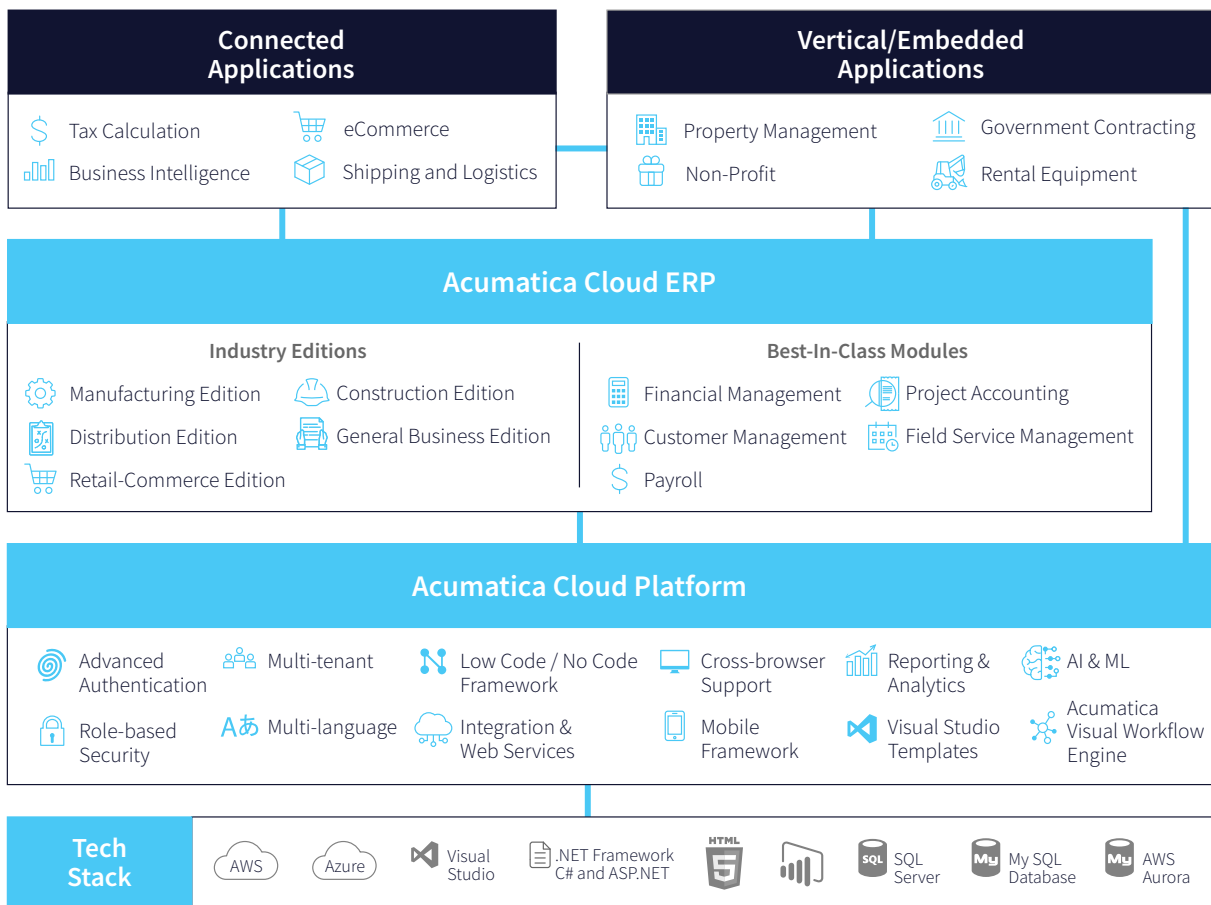 Connected
Applications
Tax Calculation
eCommerce
Business Intelligence
Shipping and Logistics
Vertical/Embedded
Applications
Property Management
Government Contracting
Non-Profit
Rental Equipment
Acumatica Cloud ERP
Industry Editions
Manufacturing Edition
Construction Edition
Distribution Edition
General Business Edition
Retail-Commerce Edition
Best-In-Class Modules
Financial Management
Project Accounting
Customer Management
Field Service Management
Payroll
Acumatica Cloud Platform
Advanced
Authentication
Multi-tenant
Low Code / No Code
Framework
Cross-browser
Support
Reporting &
Analytics
AI & ML
Role-based
Security
Aあ
Multi-language
Integration &
Web Services
Mobile
Framework
Visual Studio
Templates
Acumatica
Visual Workflow
Engine
Tech
Stack
AWS
Azure
Visual
Studio
.NET Framework
C# and ASP.NET
HTML
5
SQL
SQL
Server
My
My SQL
Database
My
AWS
Aurora